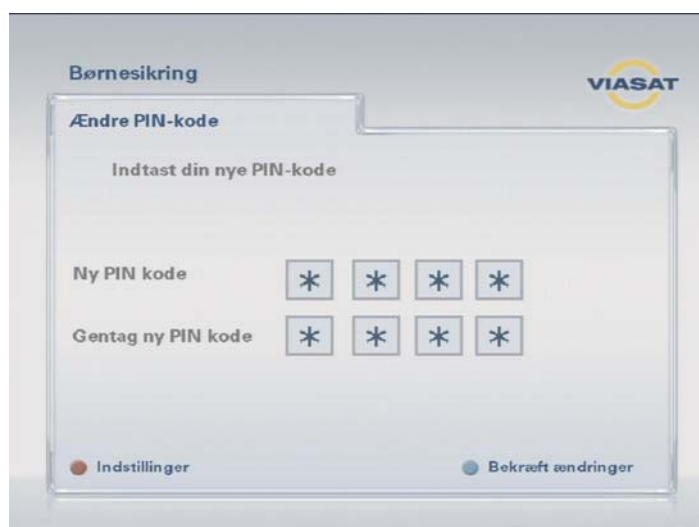 Børnesikring
VIASAT
Ændre PIN-kode
Indtast din nye PIN-kode
Ny PIN kode * * * *
Gentag ny PIN kode * * * *
Indstillinger
Bekræft ændringer